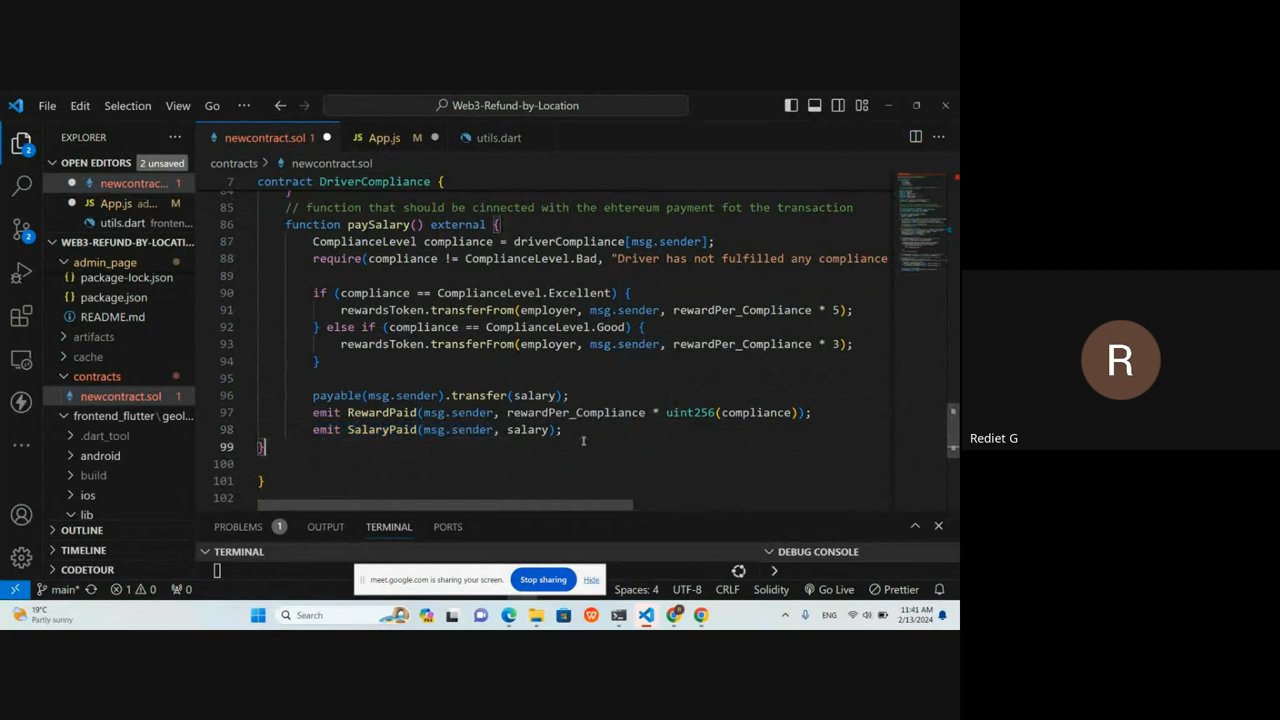 File Edit Selection View Go ··· Web3-Refund-by-Location
EXPLORER ···
newcontract.sol 1 App.js M utils.dart
OPEN EDITORS 2 unsaved
contracts > newcontract.sol
newcontrac... 1
7 contract DriverCompliance {
84 }
App.js ad... M
85 // function that should be cinnected with the ehtereum payment fot the transaction
utils.dart fronten...
86 function paySalary() external {
WEB3-REFUND-BY-LOCATI...
87 ComplianceLevel compliance = driverCompliance[msg.sender];
admin_page
88 require(compliance != ComplianceLevel.Bad, "Driver has not fulfilled any compliance
package-lock.json
89
package.json
90 if (compliance == ComplianceLevel.Excellent) {
README.md
91 rewardsToken.transferFrom(employer, msg.sender, rewardPer_Compliance * 5);
artifacts
92 } else if (compliance == ComplianceLevel.Good) {
cache
93 rewardsToken.transferFrom(employer, msg.sender, rewardPer_Compliance * 3);
94 }
contracts
95
newcontract.sol
96 payable(msg.sender).transfer(salary);
frontend_flutter\geol...
97 emit RewardPaid(msg.sender, rewardPer_Compliance * uint256(compliance));
.dart_tool
98 emit SalaryPaid(msg.sender, salary);
android
99 }
build
100
ios
101 }
lib
102
OUTLINE
PROBLEMS 1 OUTPUT TERMINAL PORTS
TIMELINE
TERMINAL DEBUG CONSOLE
CODETOUR
meet.google.com is sharing your screen. Stop sharing Hide
main* 1 0 0 Spaces: 4 UTF-8 CRLF Solidity Go Live Prettier
19°C
Partly sunny
Search
ENG
11:41 AM
2/13/2024
2
2
R
Rediet G